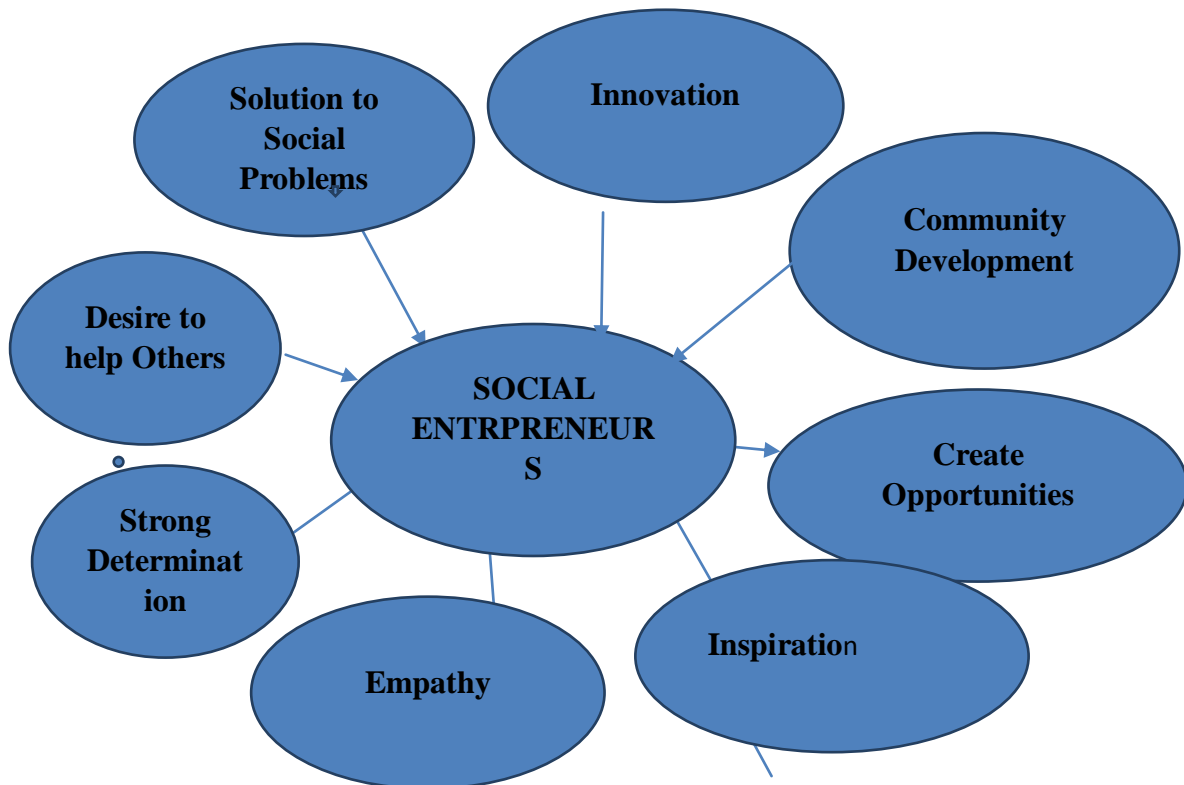 Solution to
Social
Problems
Innovation
Community
Development
Desire to
help Others
SOCIAL
ENTRPRENEUR
S
Create
Opportunities
Strong
Determinat
ion
Empathy
Inspiration